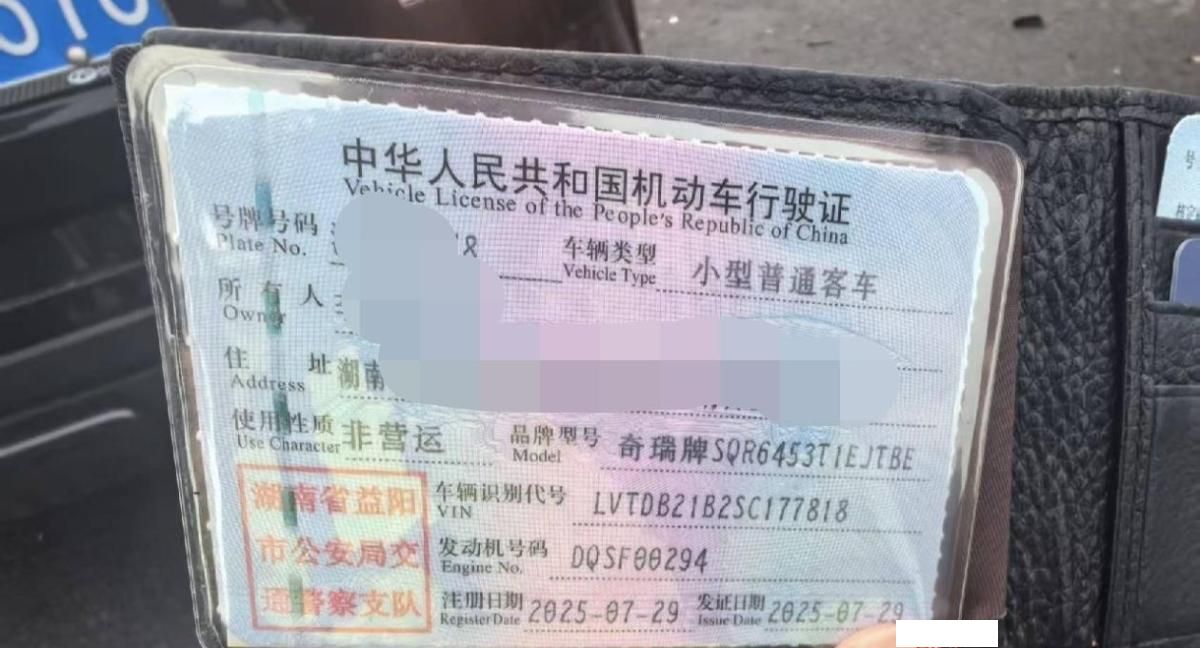 中华人民共和国机动车行驶证
Vehicle License of the People's Republic of China
号牌号码 车辆类型 小型普通客车
Plate No. Vehicle Type
所有人
Owner
住址 湖南
Address
使用性质 非营运 品牌型号 奇瑞牌SQR6453T1EJTBE
Use Character Model
湖南省益阳
市公安局交
通警察支队
车辆识别代号 LVTDB21B2SC177818
VIN
发动机号码 DQSF00294
Engine No.
注册日期 2025-07-29 发证日期 2025-07-29
Register Date Issue Date